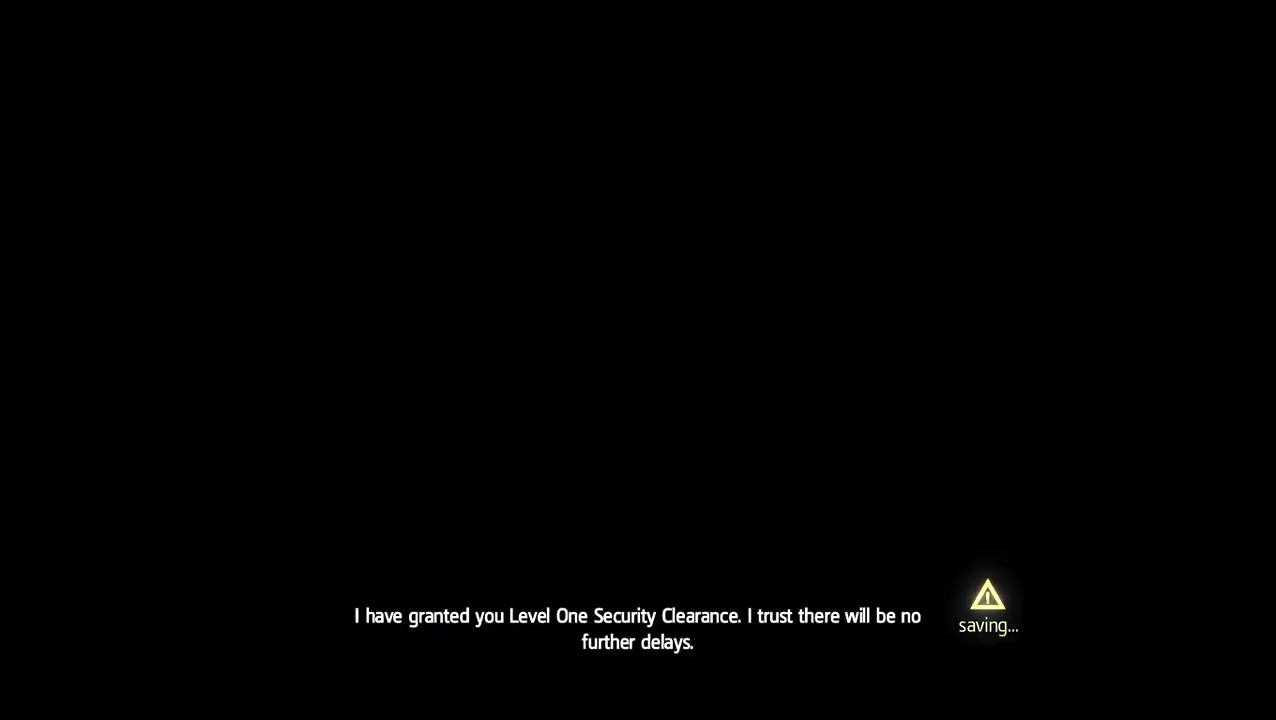 I have granted you Level One Security Clearance. I trust there will be no
further delays.
saving...